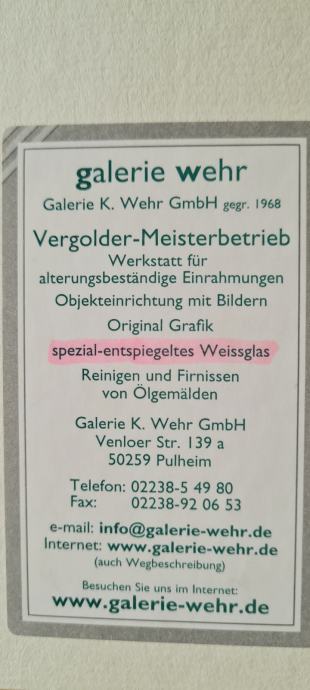 galerie wehr
Galerie K. Wehr GmbH gegr. 1968
Vergolder-Meisterbetrieb
Werkstatt für
alterungsbeständige Einrahmungen
Objekteinrichtung mit Bildern
Original Grafik
spezial-entspiegeltes Weissglas
Reinigen und Firnissen
von Ölgemälden
Galerie K. Wehr GmbH
Venloer Str. 139 a
50259 Pulheim
Telefon: 02238-5 49 80
Fax: 02238-92 06 53
e-mail: info@galerie-wehr.de
Internet: www.galerie-wehr.de
(auch Wegbeschreibung)
Besuchen Sie uns im Internet:
www.galerie-wehr.de